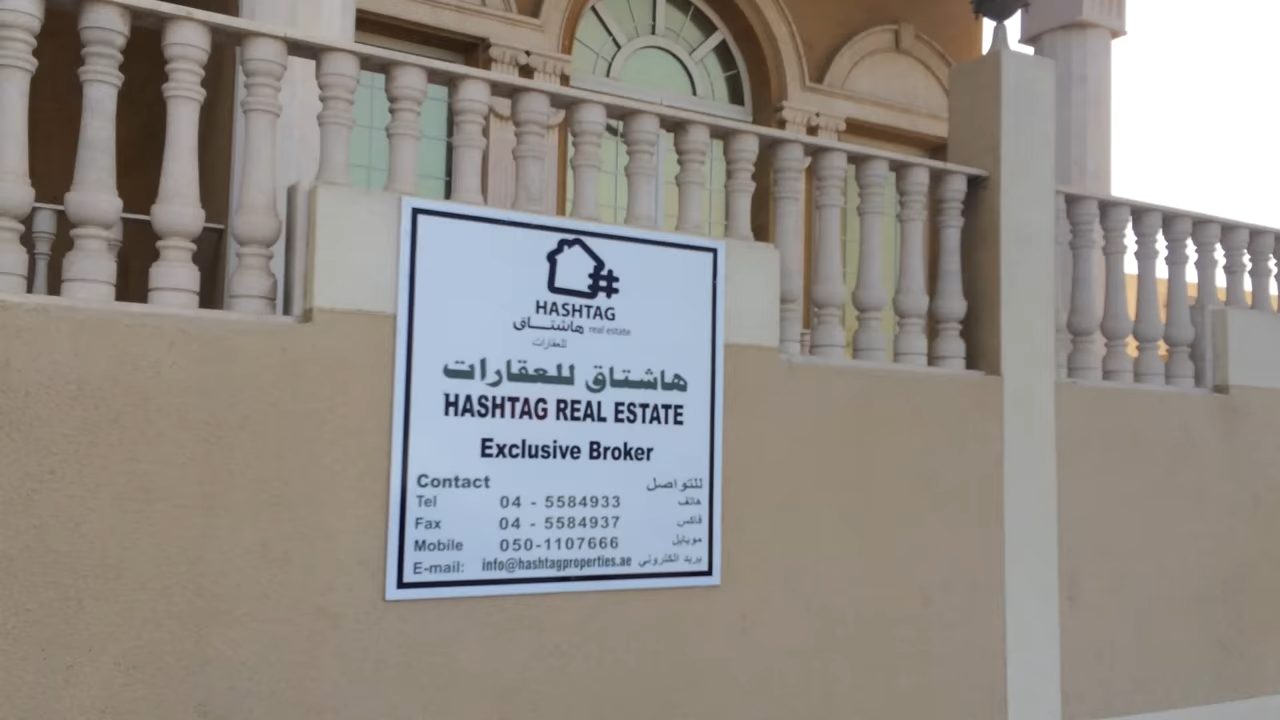 #
HASHTAG
هاشتـــاق real estate
للعقارات
هاشتاق للعقارات
HASHTAG REAL ESTATE
Exclusive Broker
Contact للتواصل
Tel 04 - 5584933 هاتف
Fax 04 - 5584937 فاكس
Mobile 050-1107666 موبايل
E-mail: info@hashtagproperties.ae بريد الكتروني